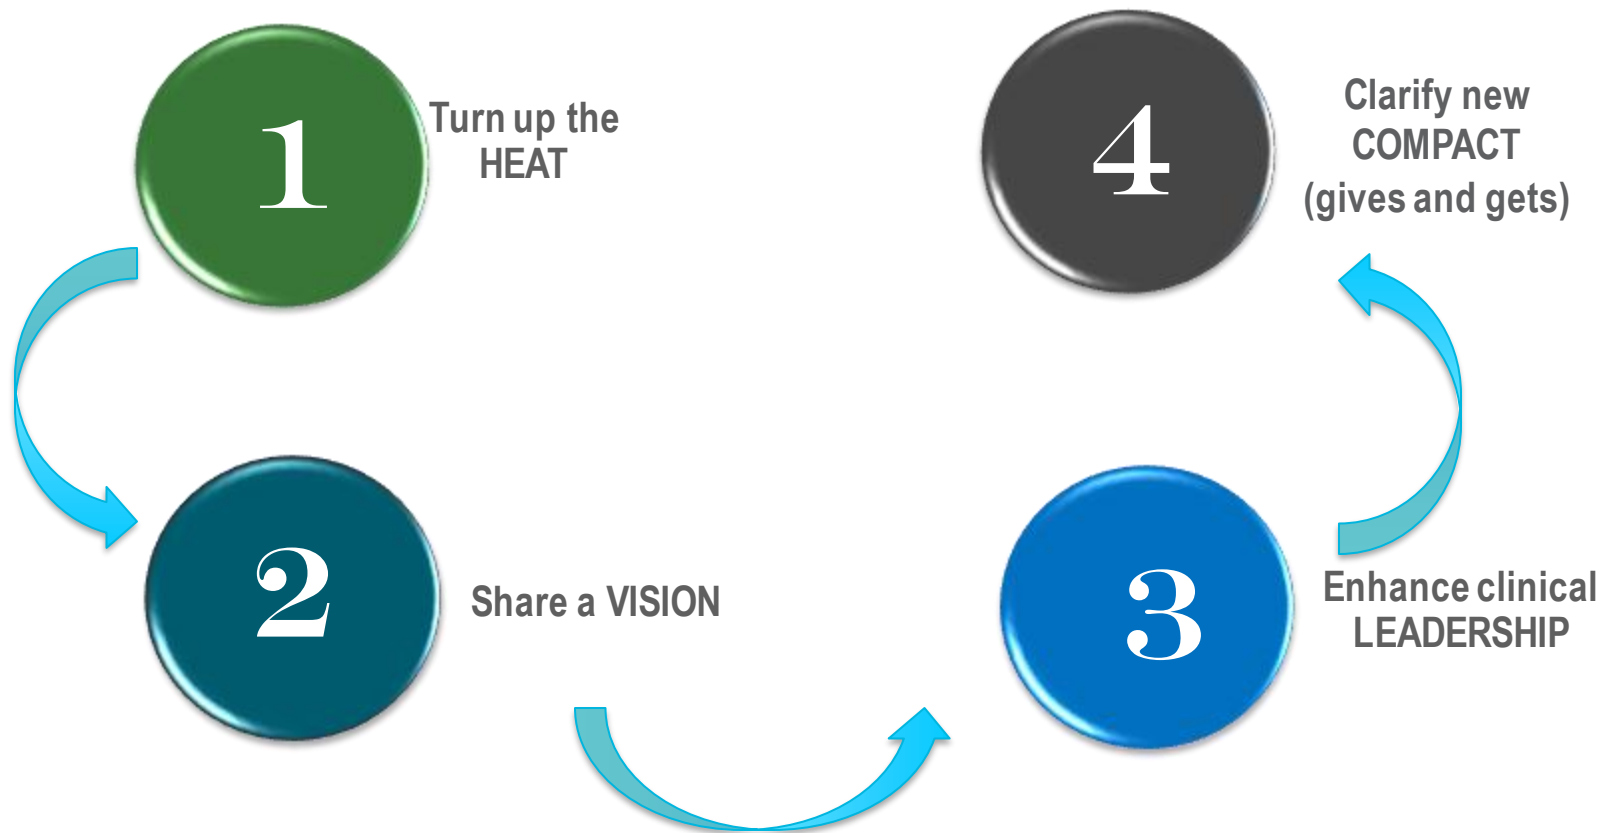 1
Turn up the
HEAT
2
Share a VISION
3
Enhance clinical
LEADERSHIP
4
Clarify new
COMPACT
(gives and gets)